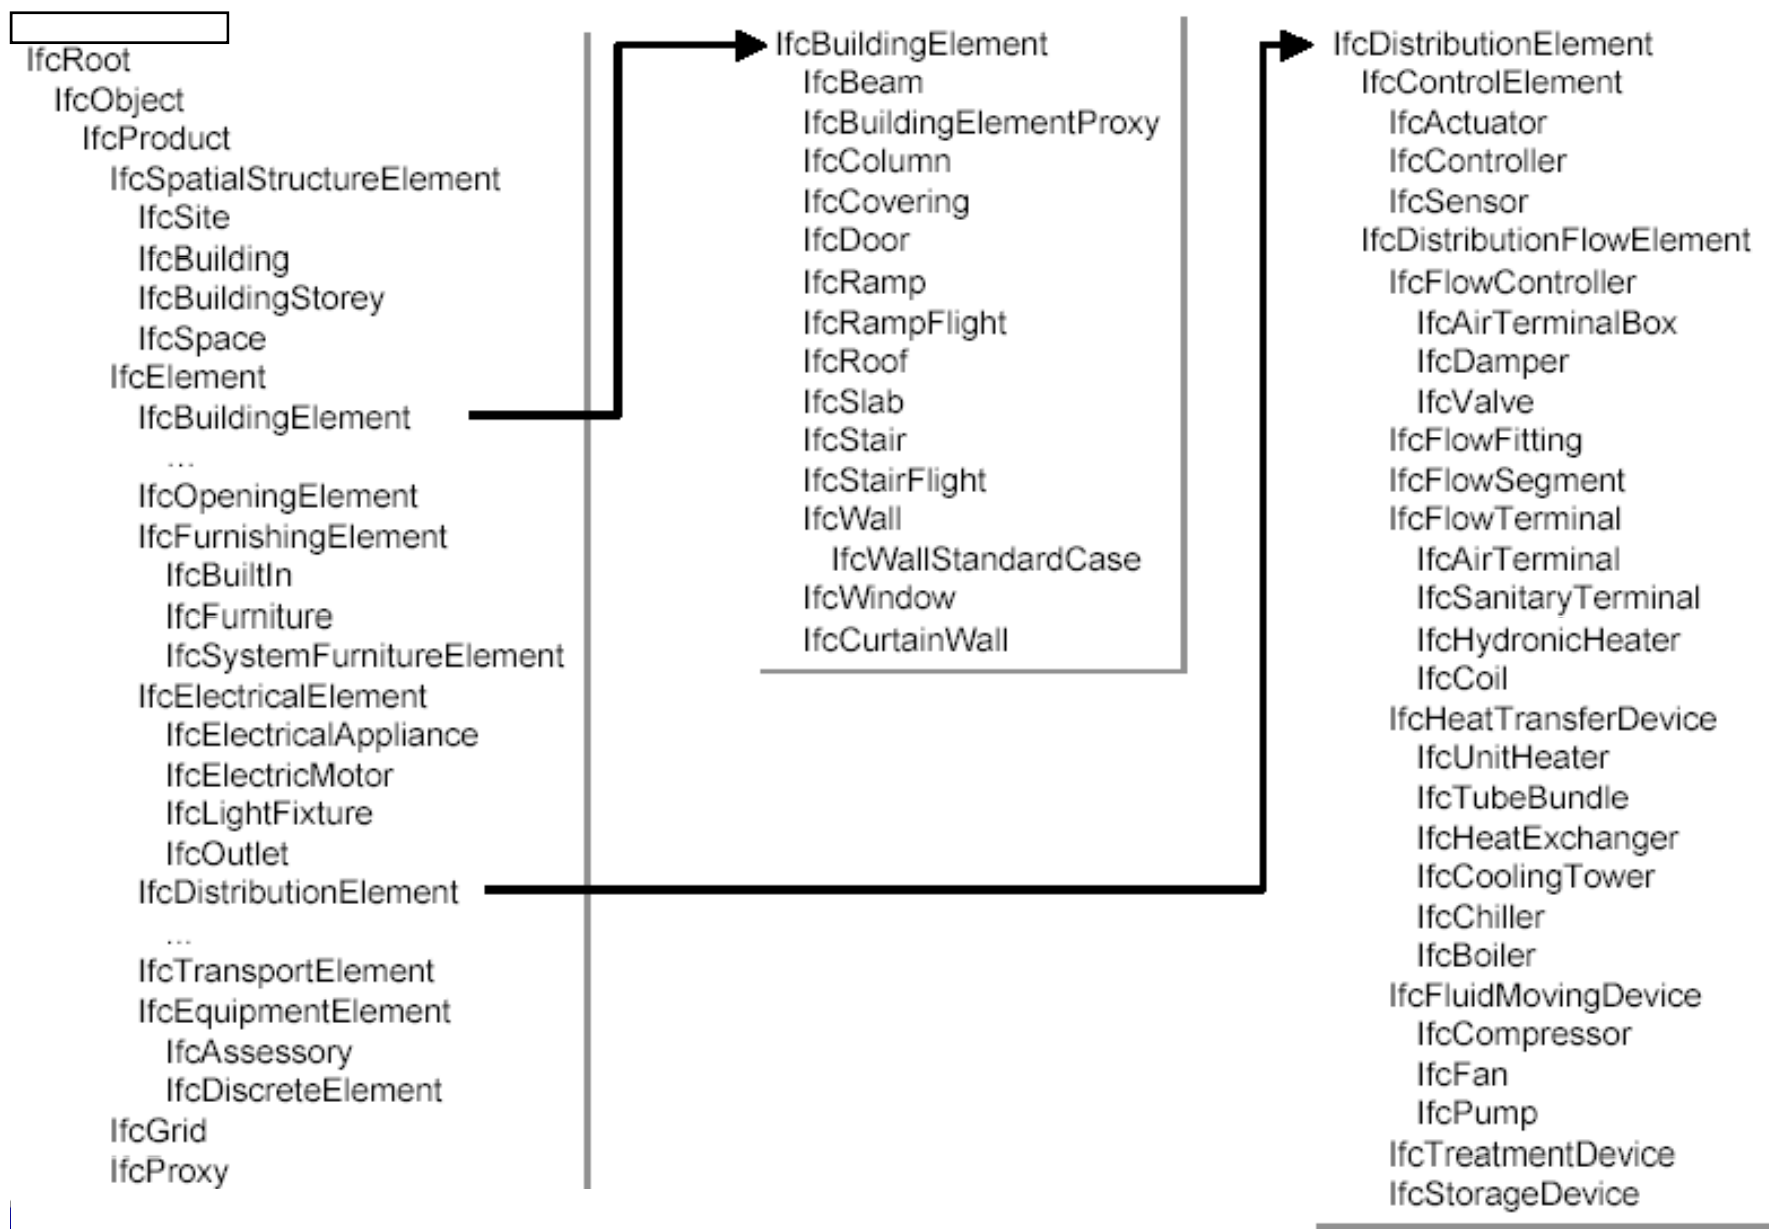 IfcRoot
IfcObject
IfcProduct
IfcSpatialStructureElement
IfcSite
IfcBuilding
IfcBuildingStorey
IfcSpace
IfcElement
IfcBuildingElement
...
IfcOpeningElement
IfcFurnishingElement
IfcBuiltIn
IfcFurniture
IfcSystemFurnitureElement
IfcElectricalElement
IfcElectricalAppliance
IfcElectricMotor
IfcLightFixture
IfcOutlet
IfcDistributionElement
...
IfcTransportElement
IfcEquipmentElement
IfcAssessory
IfcDiscreteElement
IfcGrid
IfcProxy
IfcBuildingElement
IfcBeam
IfcBuildingElementProxy
IfcColumn
IfcCovering
IfcDoor
IfcRamp
IfcRampFlight
IfcRoof
IfcSlab
IfcStair
IfcStairFlight
IfcWall
IfcWallStandardCase
IfcWindow
IfcCurtainWall
IfcDistributionElement
IfcControlElement
IfcActuator
IfcController
IfcSensor
IfcDistributionFlowElement
IfcFlowController
IfcAirTerminalBox
IfcDamper
IfcValve
IfcFlowFitting
IfcFlowSegment
IfcFlowTerminal
IfcAirTerminal
IfcSanitaryTerminal
IfcHydronicHeater
IfcCoil
IfcHeatTransferDevice
IfcUnitHeater
IfcTubeBundle
IfcHeatExchanger
IfcCoolingTower
IfcChiller
IfcBoiler
IfcFluidMovingDevice
IfcCompressor
IfcFan
IfcPump
IfcTreatmentDevice
IfcStorageDevice